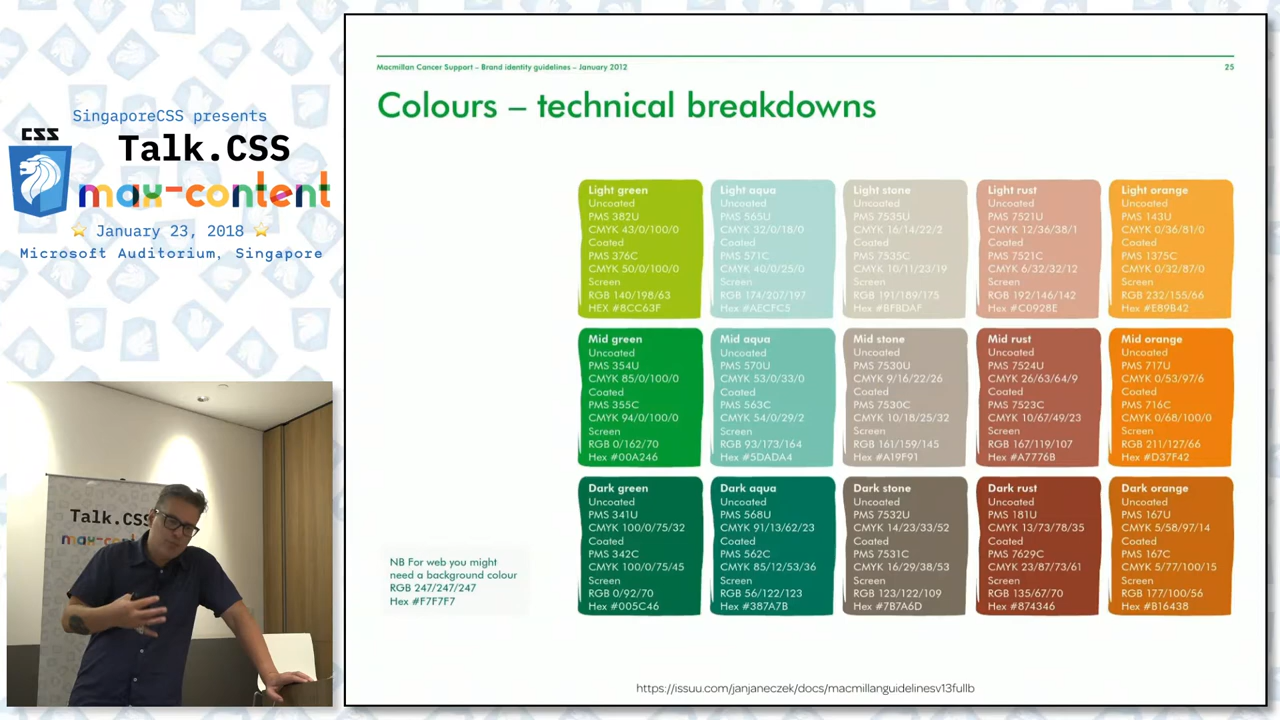 SingaporeCSS presents
CSS
Talk.CSS
max-content
January 23, 2018
Microsoft Auditorium, Singapore
Talk.CSS
Macmillan Cancer Support – Brand identity guidelines – January 2012
25
Colours – technical breakdowns
Light green
Uncoated
PMS 382U
CMYK 43/0/100/0
Coated
PMS 376C
CMYK 50/0/100/0
Screen
RGB 140/198/63
HEX #8CC63F
Light aqua
Uncoated
PMS 565U
CMYK 32/0/18/0
Coated
PMS 571C
CMYK 40/0/25/0
Screen
RGB 174/207/197
Hex #AECFC5
Light stone
Uncoated
PMS 7535U
CMYK 16/14/22/2
Coated
PMS 7535C
CMYK 10/11/23/19
Screen
RGB 191/189/175
Hex #BFBDAF
Light rust
Uncoated
PMS 7521U
CMYK 12/36/38/1
Coated
PMS 7521C
CMYK 6/32/32/12
Screen
RGB 192/146/142
Hex #C0928E
Light orange
Uncoated
PMS 143U
CMYK 0/36/81/0
Coated
PMS 1375C
CMYK 0/32/87/0
Screen
RGB 232/155/66
Hex #E89B42
Mid green
Uncoated
PMS 354U
CMYK 85/0/100/0
Coated
PMS 355C
CMYK 94/0/100/0
Screen
RGB 0/162/70
Hex #00A246
Mid aqua
Uncoated
PMS 570U
CMYK 53/0/33/0
Coated
PMS 563C
CMYK 54/0/29/2
Screen
RGB 93/173/164
Hex #5DADA4
Mid stone
Uncoated
PMS 7530U
CMYK 9/16/22/26
Coated
PMS 7530C
CMYK 10/18/25/32
Screen
RGB 161/159/145
Hex #A19F91
Mid rust
Uncoated
PMS 7524U
CMYK 26/63/64/9
Coated
PMS 7523C
CMYK 10/67/49/23
Screen
RGB 167/119/107
Hex #A7776B
Mid orange
Uncoated
PMS 717U
CMYK 0/53/97/6
Coated
PMS 716C
CMYK 0/68/100/0
Screen
RGB 211/127/66
Hex #D37F42
Dark green
Uncoated
PMS 341U
CMYK 100/0/75/32
Coated
PMS 342C
CMYK 100/0/75/45
Screen
RGB 0/92/70
Hex #005C46
Dark aqua
Uncoated
PMS 568U
CMYK 91/13/62/23
Coated
PMS 562C
CMYK 85/12/53/36
Screen
RGB 56/122/123
Hex #387A7B
Dark stone
Uncoated
PMS 7532U
CMYK 14/23/33/52
Coated
PMS 7531C
CMYK 16/29/38/53
Screen
RGB 123/122/109
Hex #7B7A6D
Dark rust
Uncoated
PMS 181U
CMYK 13/73/78/35
Coated
PMS 7629C
CMYK 23/87/73/61
Screen
RGB 135/67/70
Hex #874346
Dark orange
Uncoated
PMS 167U
CMYK 5/58/97/14
Coated
PMS 167C
CMYK 5/77/100/15
Screen
RGB 177/100/56
Hex #B16438
NB For web you might
need a background colour
RGB 247/247/247
Hex #F7F7F7
https://issuu.com/janjaneczek/docs/macmillanguidelinesv13fullb